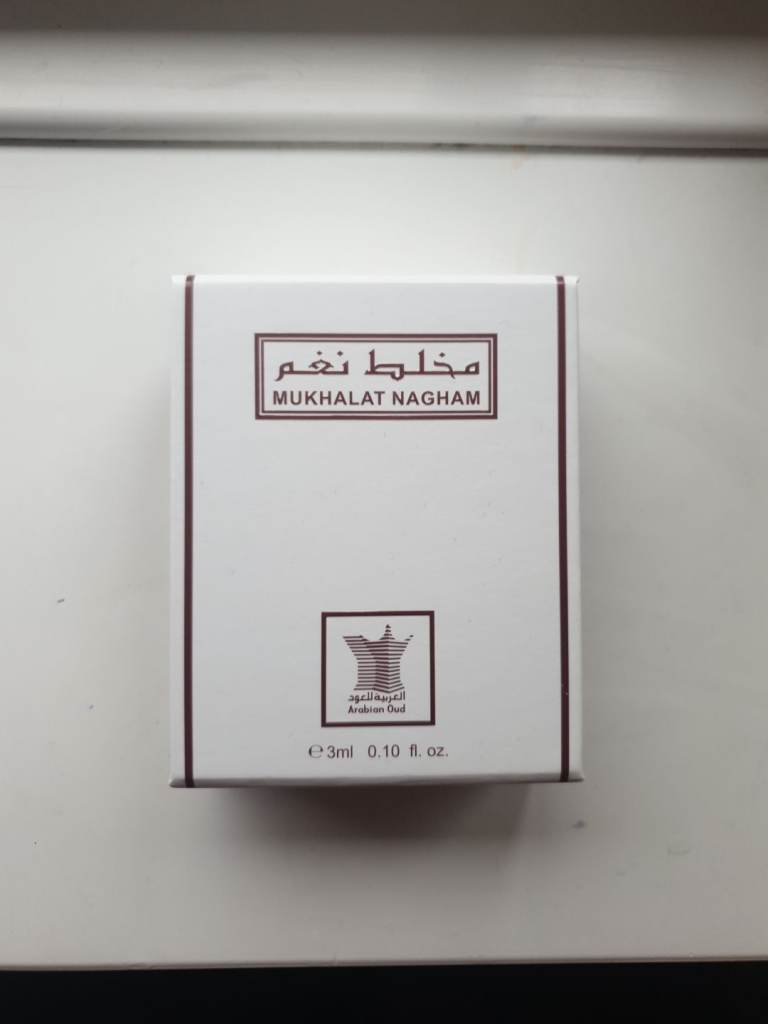 مخلط نغم
MUKHALAT NAGHAM
العربية للعود
Arabian Oud
℮ 3ml 0.10 fl. oz.